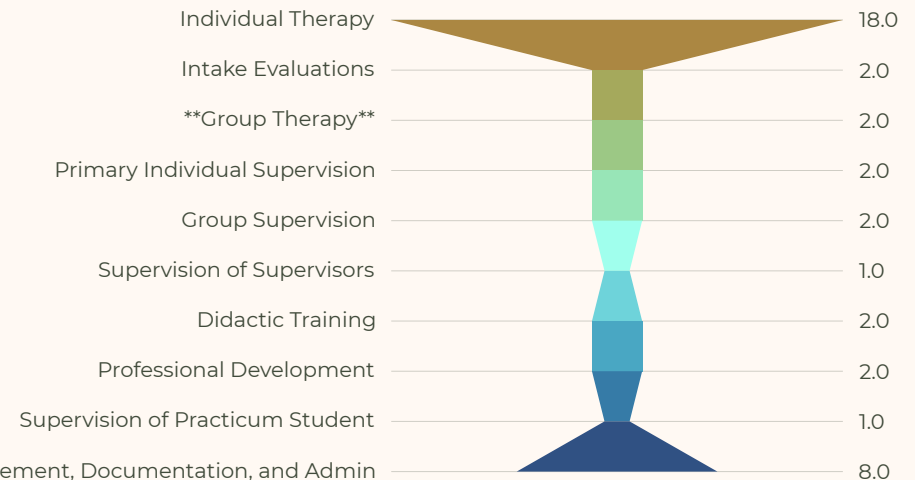 Individual Therapy 18.0
Intake Evaluations 2.0
**Group Therapy** 2.0
Primary Individual Supervision 2.0
Group Supervision 2.0
Supervision of Supervisors 1.0
Didactic Training 2.0
Professional Development 2.0
Supervision of Practicum Student 1.0
Documentation, and Admin 8.0